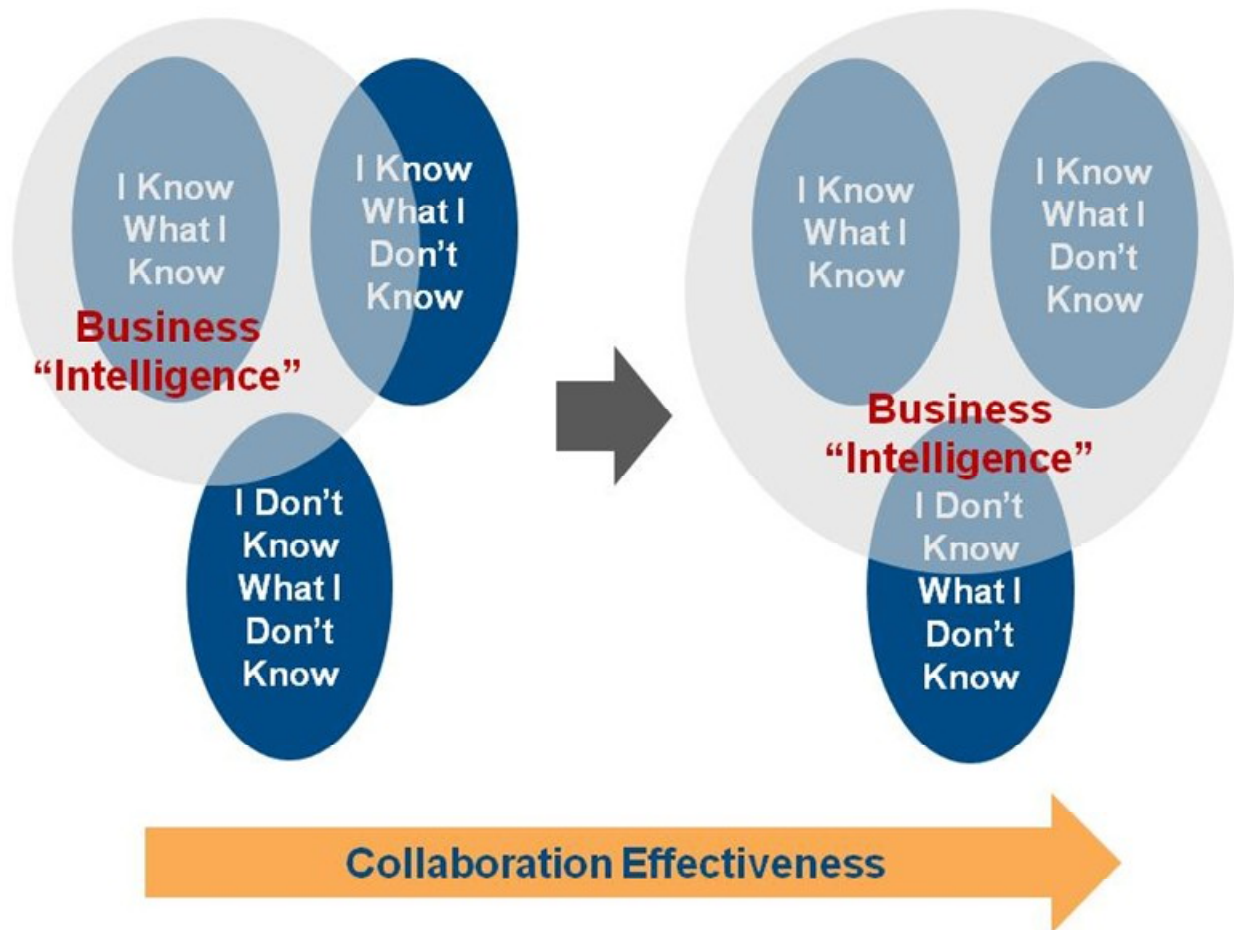 I Know
What I
Know
I Know
What I
Don't
Know
Business
“Intelligence”
I Don't
Know
What I
Don't
Know
I Know
What I
Know
I Know
What I
Don't
Know
Business
“Intelligence”
I Don't
Know
What I
Don't
Know
Collaboration Effectiveness